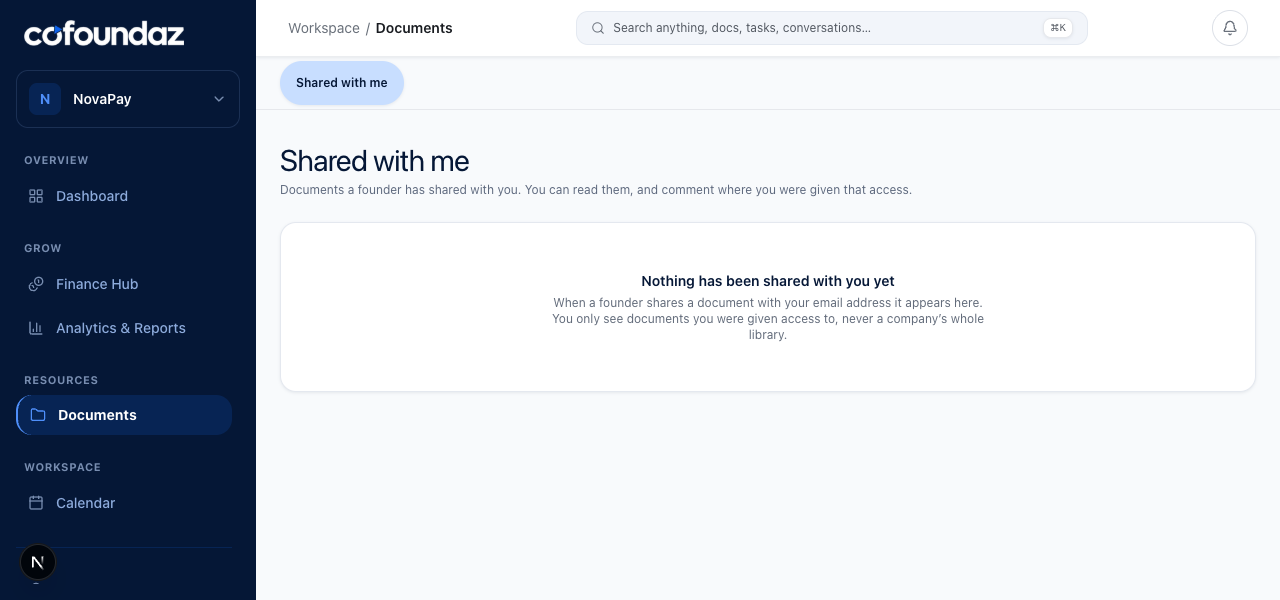 cofoundaz
N
NovaPay
OVERVIEW
Dashboard
GROW
Finance Hub
Analytics & Reports
RESOURCES
Documents
WORKSPACE
Calendar
N
Workspace / Documents
Search anything, docs, tasks, conversations...
⌘K
Shared with me
Shared with me
Documents a founder has shared with you. You can read them, and comment where you were given that access.
Nothing has been shared with you yet
When a founder shares a document with your email address it appears here.
You only see documents you were given access to, never a company's whole
library.